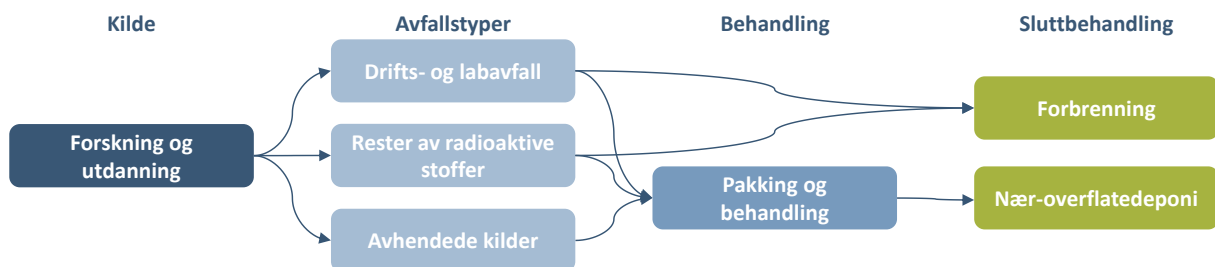 Kilde
Avfallstyper
Behandling
Sluttbehandling
Drifts- og labavfall
Forskning og
utdanning
Rester av radioaktive
stoffer
Avhendede kilder
Pakking og
behandling
Forbrenning
Nær-overflatedeponi